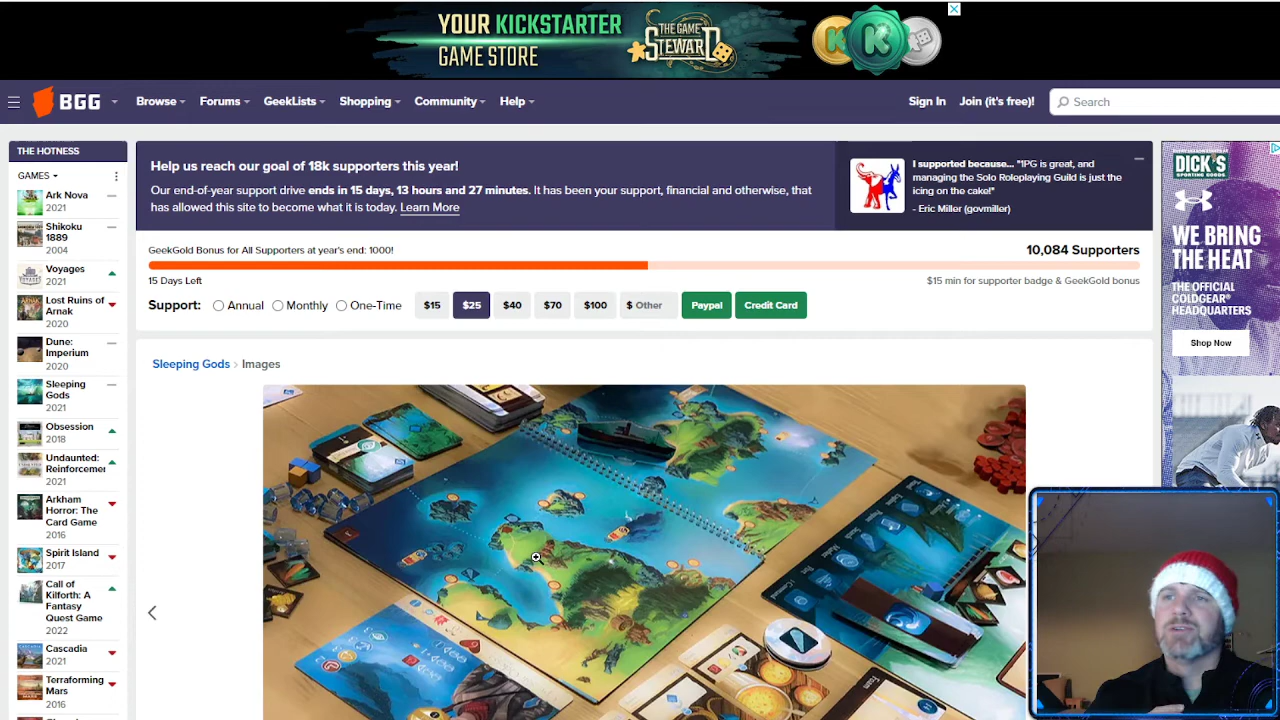 YOUR KICKSTARTER
GAME STORE
THE GAME
STEWARD
K
K
BGG
Browse
Forums
GeekLists
Shopping
Community
Help
Sign In
Join (it's free)!
Search
THE HOTNESS
GAMES
Ark Nova
2021
Shikoku
1889
2004
Voyages
2021
Lost Ruins of
Arnak
2020
Dune:
Imperium
2020
Sleeping
Gods
2021
Obsession
2018
Undaunted:
Reinforcemer
2021
Arkham
Horror: The
Card Game
2016
Spirit Island
2017
Call of
Kilforth: A
Fantasy
Quest Game
2022
Cascadia
2021
Terraforming
Mars
2016
Help us reach our goal of 18k supporters this year!
Our end-of-year support drive ends in 15 days, 13 hours and 27 minutes. It has been your support, financial and otherwise, that
has allowed this site to become what it is today. Learn More
I supported because... "1PG is great, and
managing the Solo Roleplaying Guild is just the
icing on the cake!"
- Eric Miller (govmiller)
GeekGold Bonus for All Supporters at year's end: 1000!
10,084 Supporters
15 Days Left
$15 min for supporter badge & GeekGold bonus
Support:
Annual
Monthly
One-Time
$15
$25
$40
$70
$100
$ Other
Paypal
Credit Card
Sleeping Gods > Images
DICK'S
SPORTING GOODS
WE BRING
THE HEAT
THE OFFICIAL
COLDGEAR®
HEADQUARTERS
Shop Now